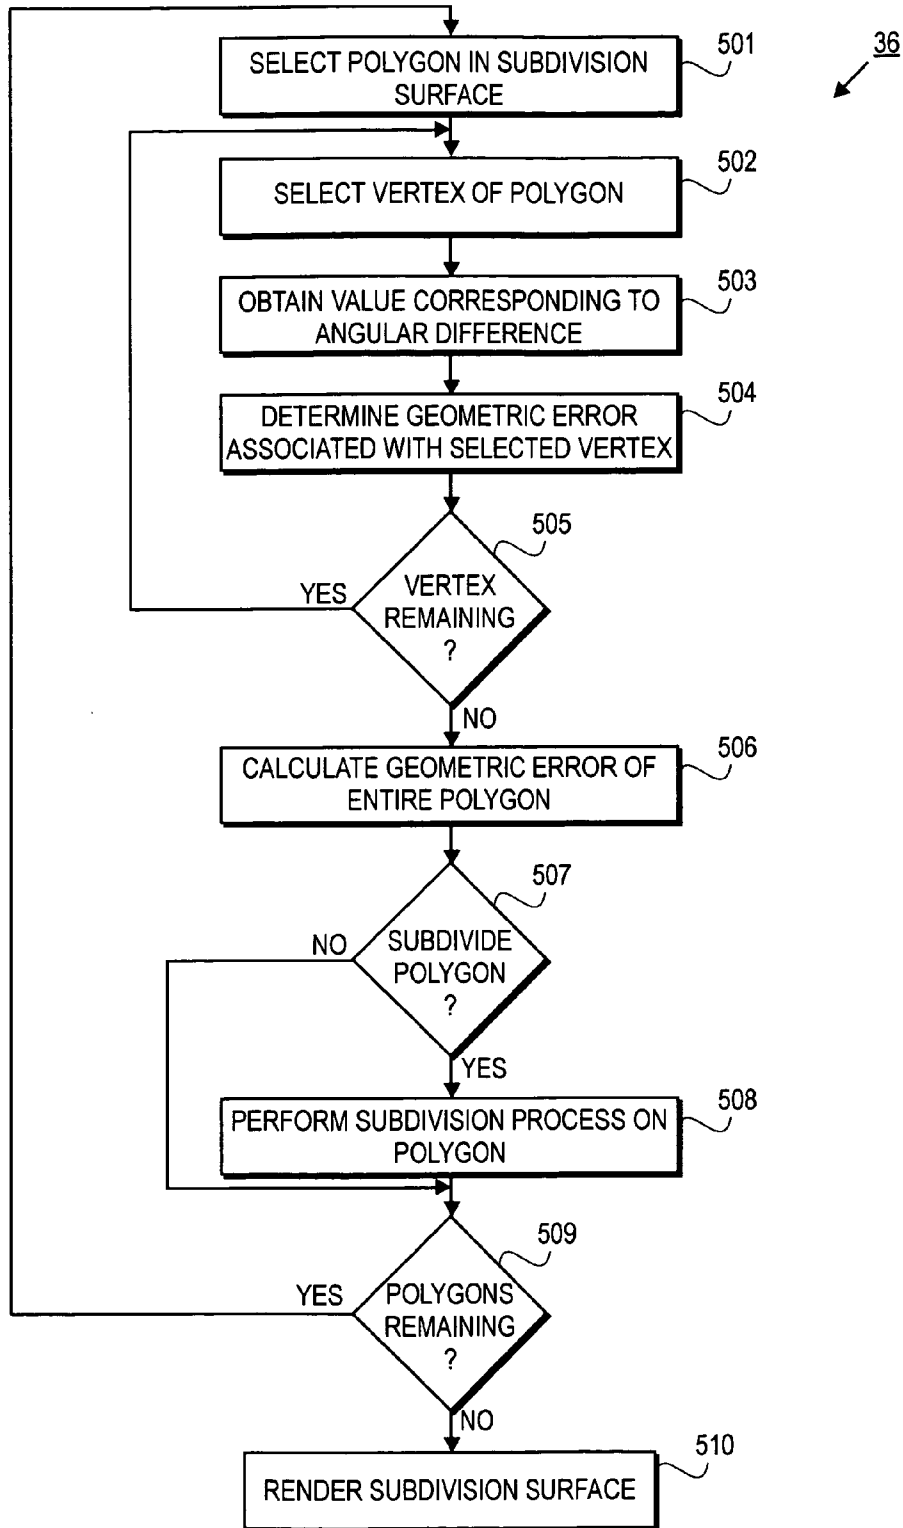 36
501
SELECT POLYGON IN SUBDIVISION
SURFACE
502
SELECT VERTEX OF POLYGON
503
OBTAIN VALUE CORRESPONDING TO
ANGULAR DIFFERENCE
504
DETERMINE GEOMETRIC ERROR
ASSOCIATED WITH SELECTED VERTEX
505
YES
VERTEX
REMAINING
?
NO
506
CALCULATE GEOMETRIC ERROR OF
ENTIRE POLYGON
507
NO
SUBDIVIDE
POLYGON
?
YES
508
PERFORM SUBDIVISION PROCESS ON
POLYGON
509
YES
POLYGONS
REMAINING
?
NO
510
RENDER SUBDIVISION SURFACE